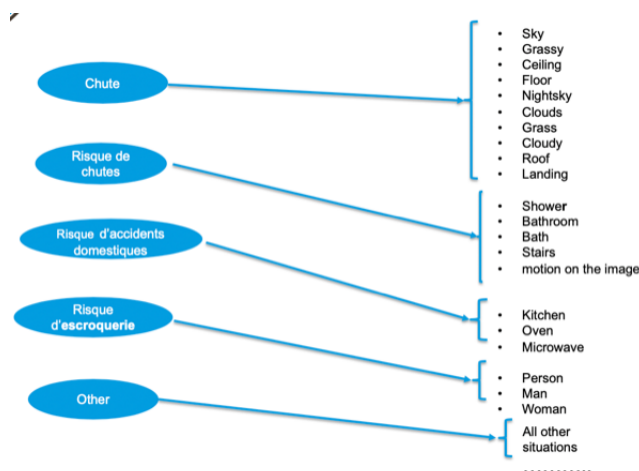 Chute
• Sky
• Grassy
• Ceiling
• Floor
• Nightsky
• Clouds
• Grass
• Cloudy
• Roof
• Landing
Risque de
chutes
• Shower
• Bathroom
• Bath
• Stairs
• motion on the image
Risque d'accidents
domestiques
• Kitchen
• Oven
• Microwave
Risque
d'escroquerie
• Person
• Man
• Woman
Other
• All other
situations